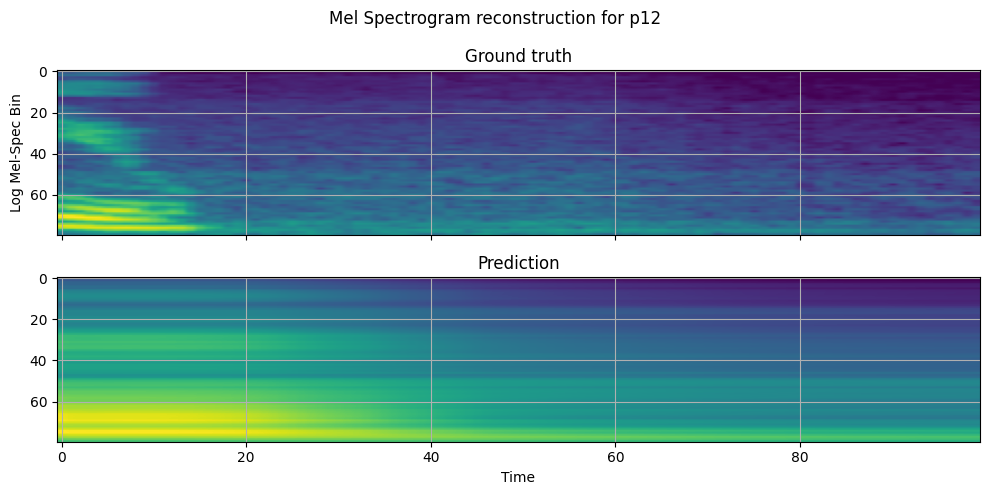 Mel Spectrogram reconstruction for p12
Ground truth
Log Mel-Spec Bin
0
20
40
60
Prediction
0
20
40
60
0 20 40 60 80
Time